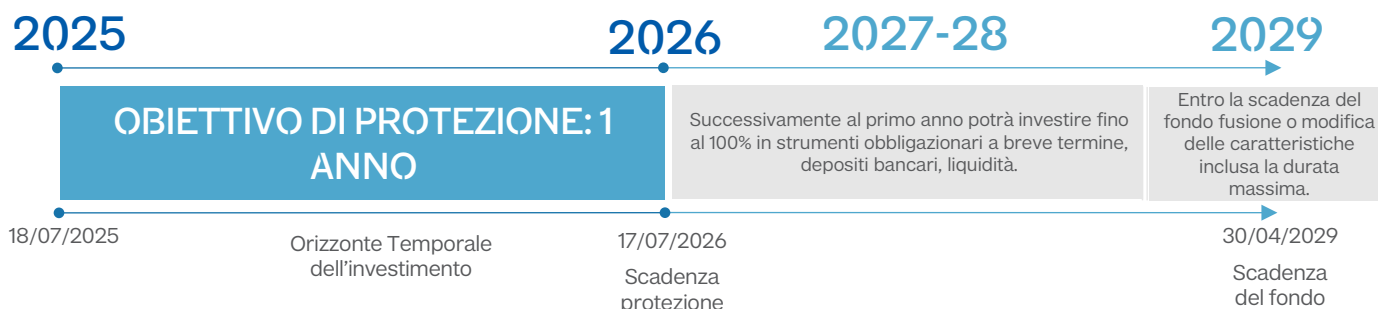 2025
2026
2027-28
2029
OBIETTIVO DI PROTEZIONE: 1
ANNO
Successivamente al primo anno potrà investire fino
al 100% in strumenti obbligazionari a breve termine,
depositi bancari, liquidità.
Entro la scadenza del
fondo fusione o modifica
delle caratteristiche
inclusa la durata
massima.
18/07/2025
Orizzonte Temporale
dell'investimento
17/07/2026
Scadenza
protezione
30/04/2029
Scadenza
del fondo